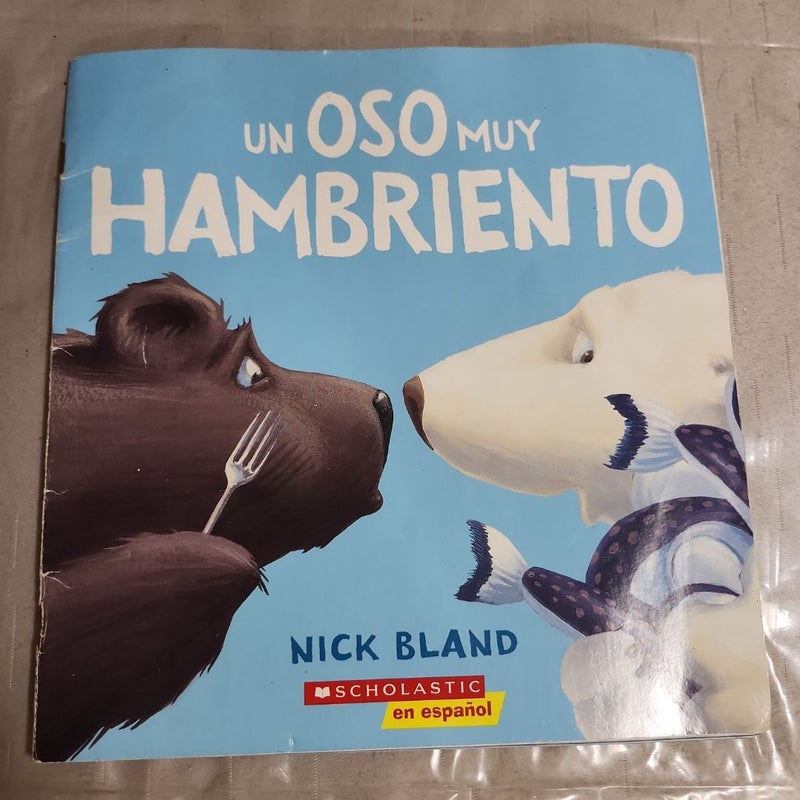 UN OSO MUY
HAMBRIENTO
NICK BLAND
SCHOLASTIC
en español